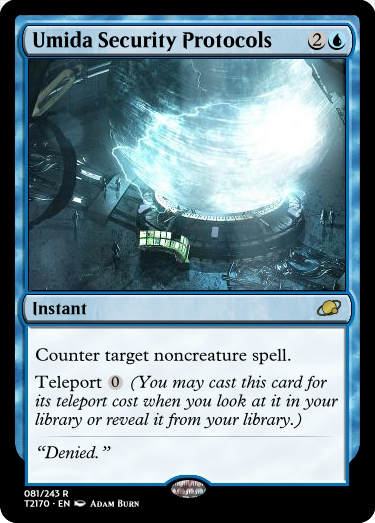 Umida Security Protocols 2
Instant
Counter target noncreature spell.
Teleport 0 (You may cast this card for
its teleport cost when you look at it in your
library or reveal it from your library.)
“Denied.”
081/243 R
T2170 • EN Adam Burn